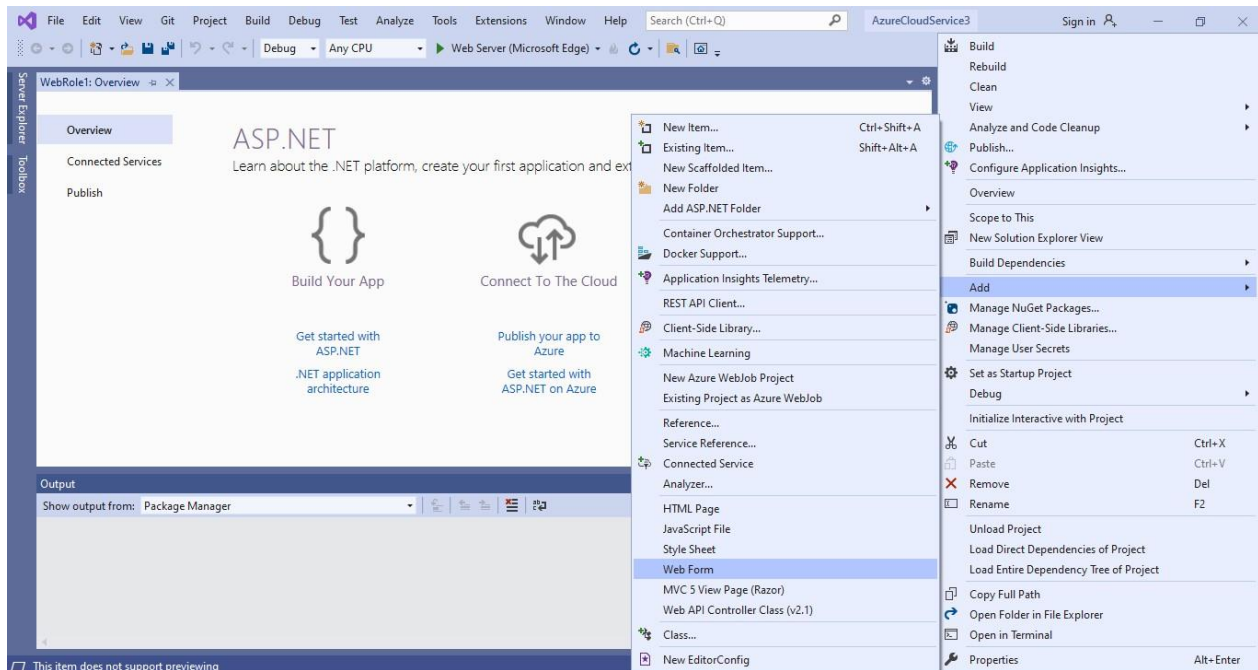 File Edit View Git Project Build Debug Test Analyze Tools Extensions Window Help Search (Ctrl+Q) AzureCloudService3 Sign in
Debug Any CPU Web Server (Microsoft Edge)
Server Explorer
Toolbox
WebRole1: Overview
Overview
Connected Services
Publish
ASP.NET
Learn about the .NET platform, create your first application and
Build Your App
Get started with
ASP.NET
.NET application
architecture
Connect To The Cloud
Publish your app to
Azure
Get started with
ASP.NET on Azure
Output
Show output from: Package Manager
This item does not support previewing
New Item... Ctrl+Shift+A
Existing Item... Shift+Alt+A
New Scaffolded Item...
New Folder
Add ASP.NET Folder
Container Orchestrator Support...
Docker Support...
Application Insights Telemetry...
REST API Client...
Client-Side Library...
Machine Learning
New Azure WebJob Project
Existing Project as Azure WebJob
Reference...
Service Reference...
Connected Service
Analyzer...
HTML Page
JavaScript File
Style Sheet
Web Form
MVC 5 View Page (Razor)
Web API Controller Class (v2.1)
Class...
New EditorConfig
Build
Rebuild
Clean
View
Analyze and Code Cleanup
Publish...
Configure Application Insights...
Overview
Scope to This
New Solution Explorer View
Build Dependencies
Add
Manage NuGet Packages...
Manage Client-Side Libraries...
Manage User Secrets
Set as Startup Project
Debug
Initialize Interactive with Project
Cut Ctrl+X
Paste Ctrl+V
Remove Del
Rename F2
Unload Project
Load Direct Dependencies of Project
Load Entire Dependency Tree of Project
Copy Full Path
Open Folder in File Explorer
Open in Terminal
Properties Alt+Enter